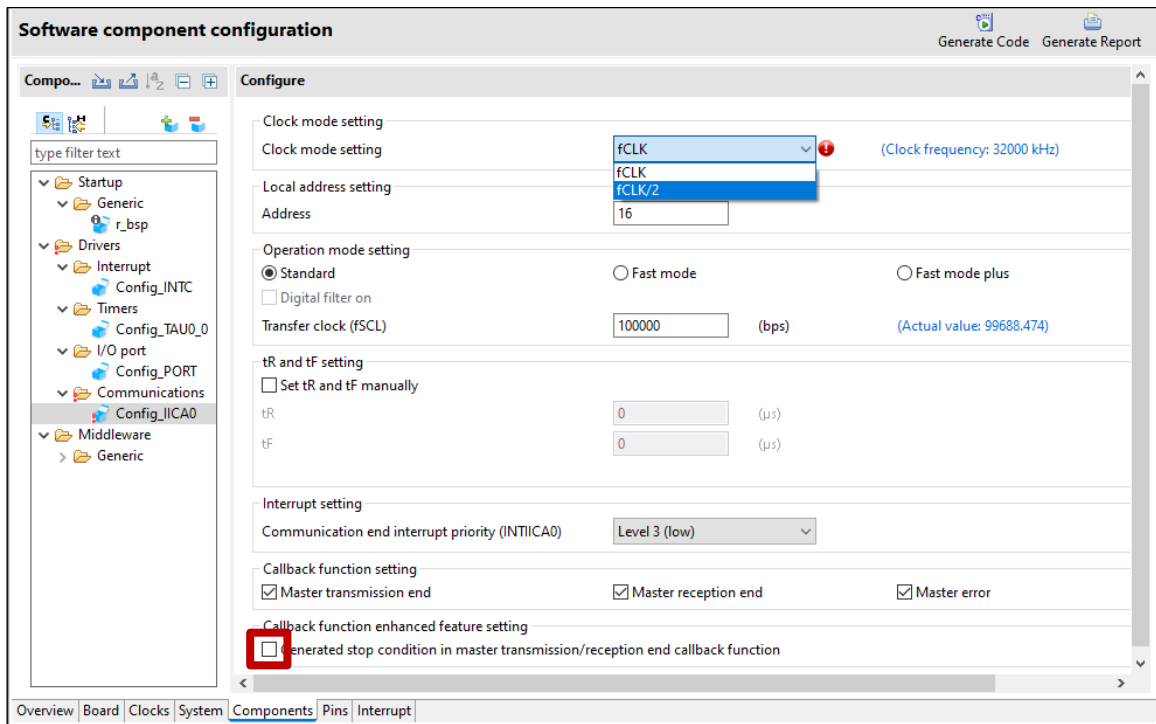 Software component configuration
Generate Code Generate Report
Compo...
Configure
type filter text
Startup
Generic
r_bsp
Drivers
Interrupt
Config_INTC
Timers
Config_TAU0_0
I/O port
Config_PORT
Communications
Config_IICA0
Middleware
Generic
Clock mode setting
Clock mode setting fCLK (Clock frequency: 32000 kHz)
fCLK
fCLK/2
Local address setting
Address 16
Operation mode setting
Standard Fast mode Fast mode plus
Digital filter on
Transfer clock (fSCL) 100000 (bps) (Actual value: 99688.474)
tR and tF setting
Set tR and tF manually
tR 0 (µs)
tF 0 (µs)
Interrupt setting
Communication end interrupt priority (INTIICA0) Level 3 (low)
Callback function setting
Master transmission end Master reception end Master error
Callback function enhanced feature setting
Generated stop condition in master transmission/reception end callback function
Overview Board Clocks System Components Pins Interrupt